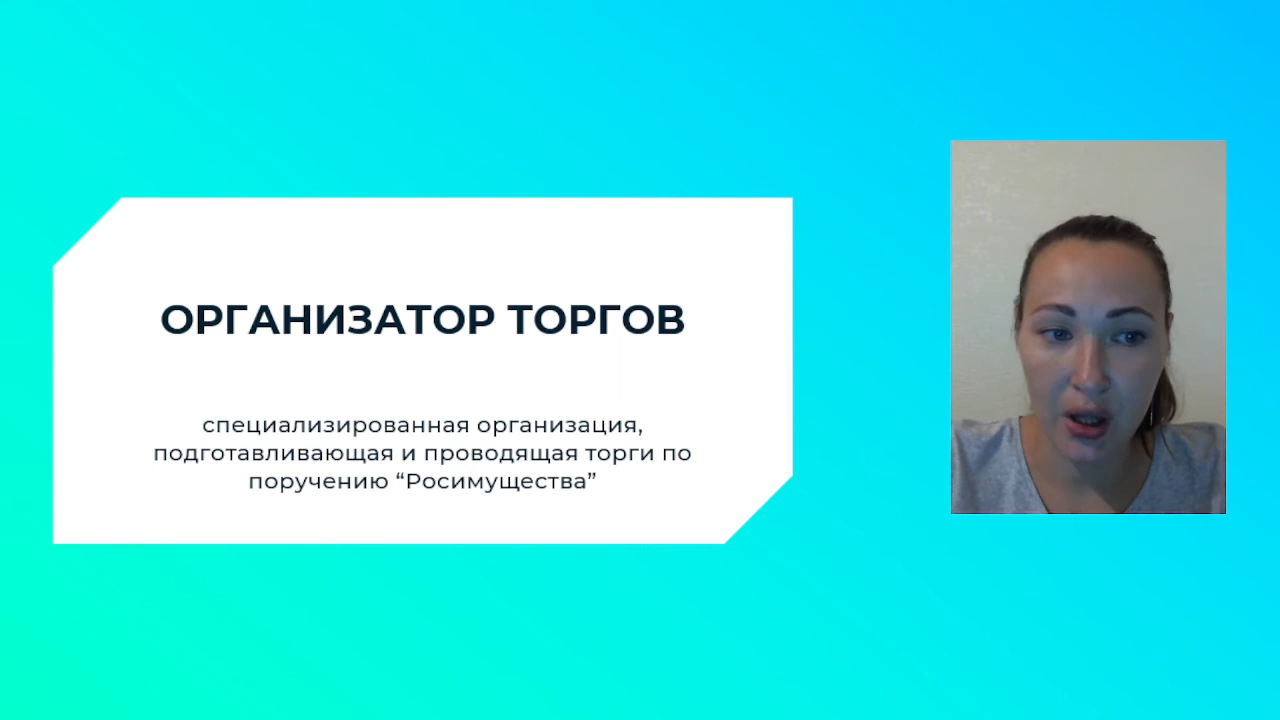 ОРГАНИЗАТОР ТОРГОВ
специализированная организация,
подготавливающая и проводящая торги по
поручению “Росимущества”